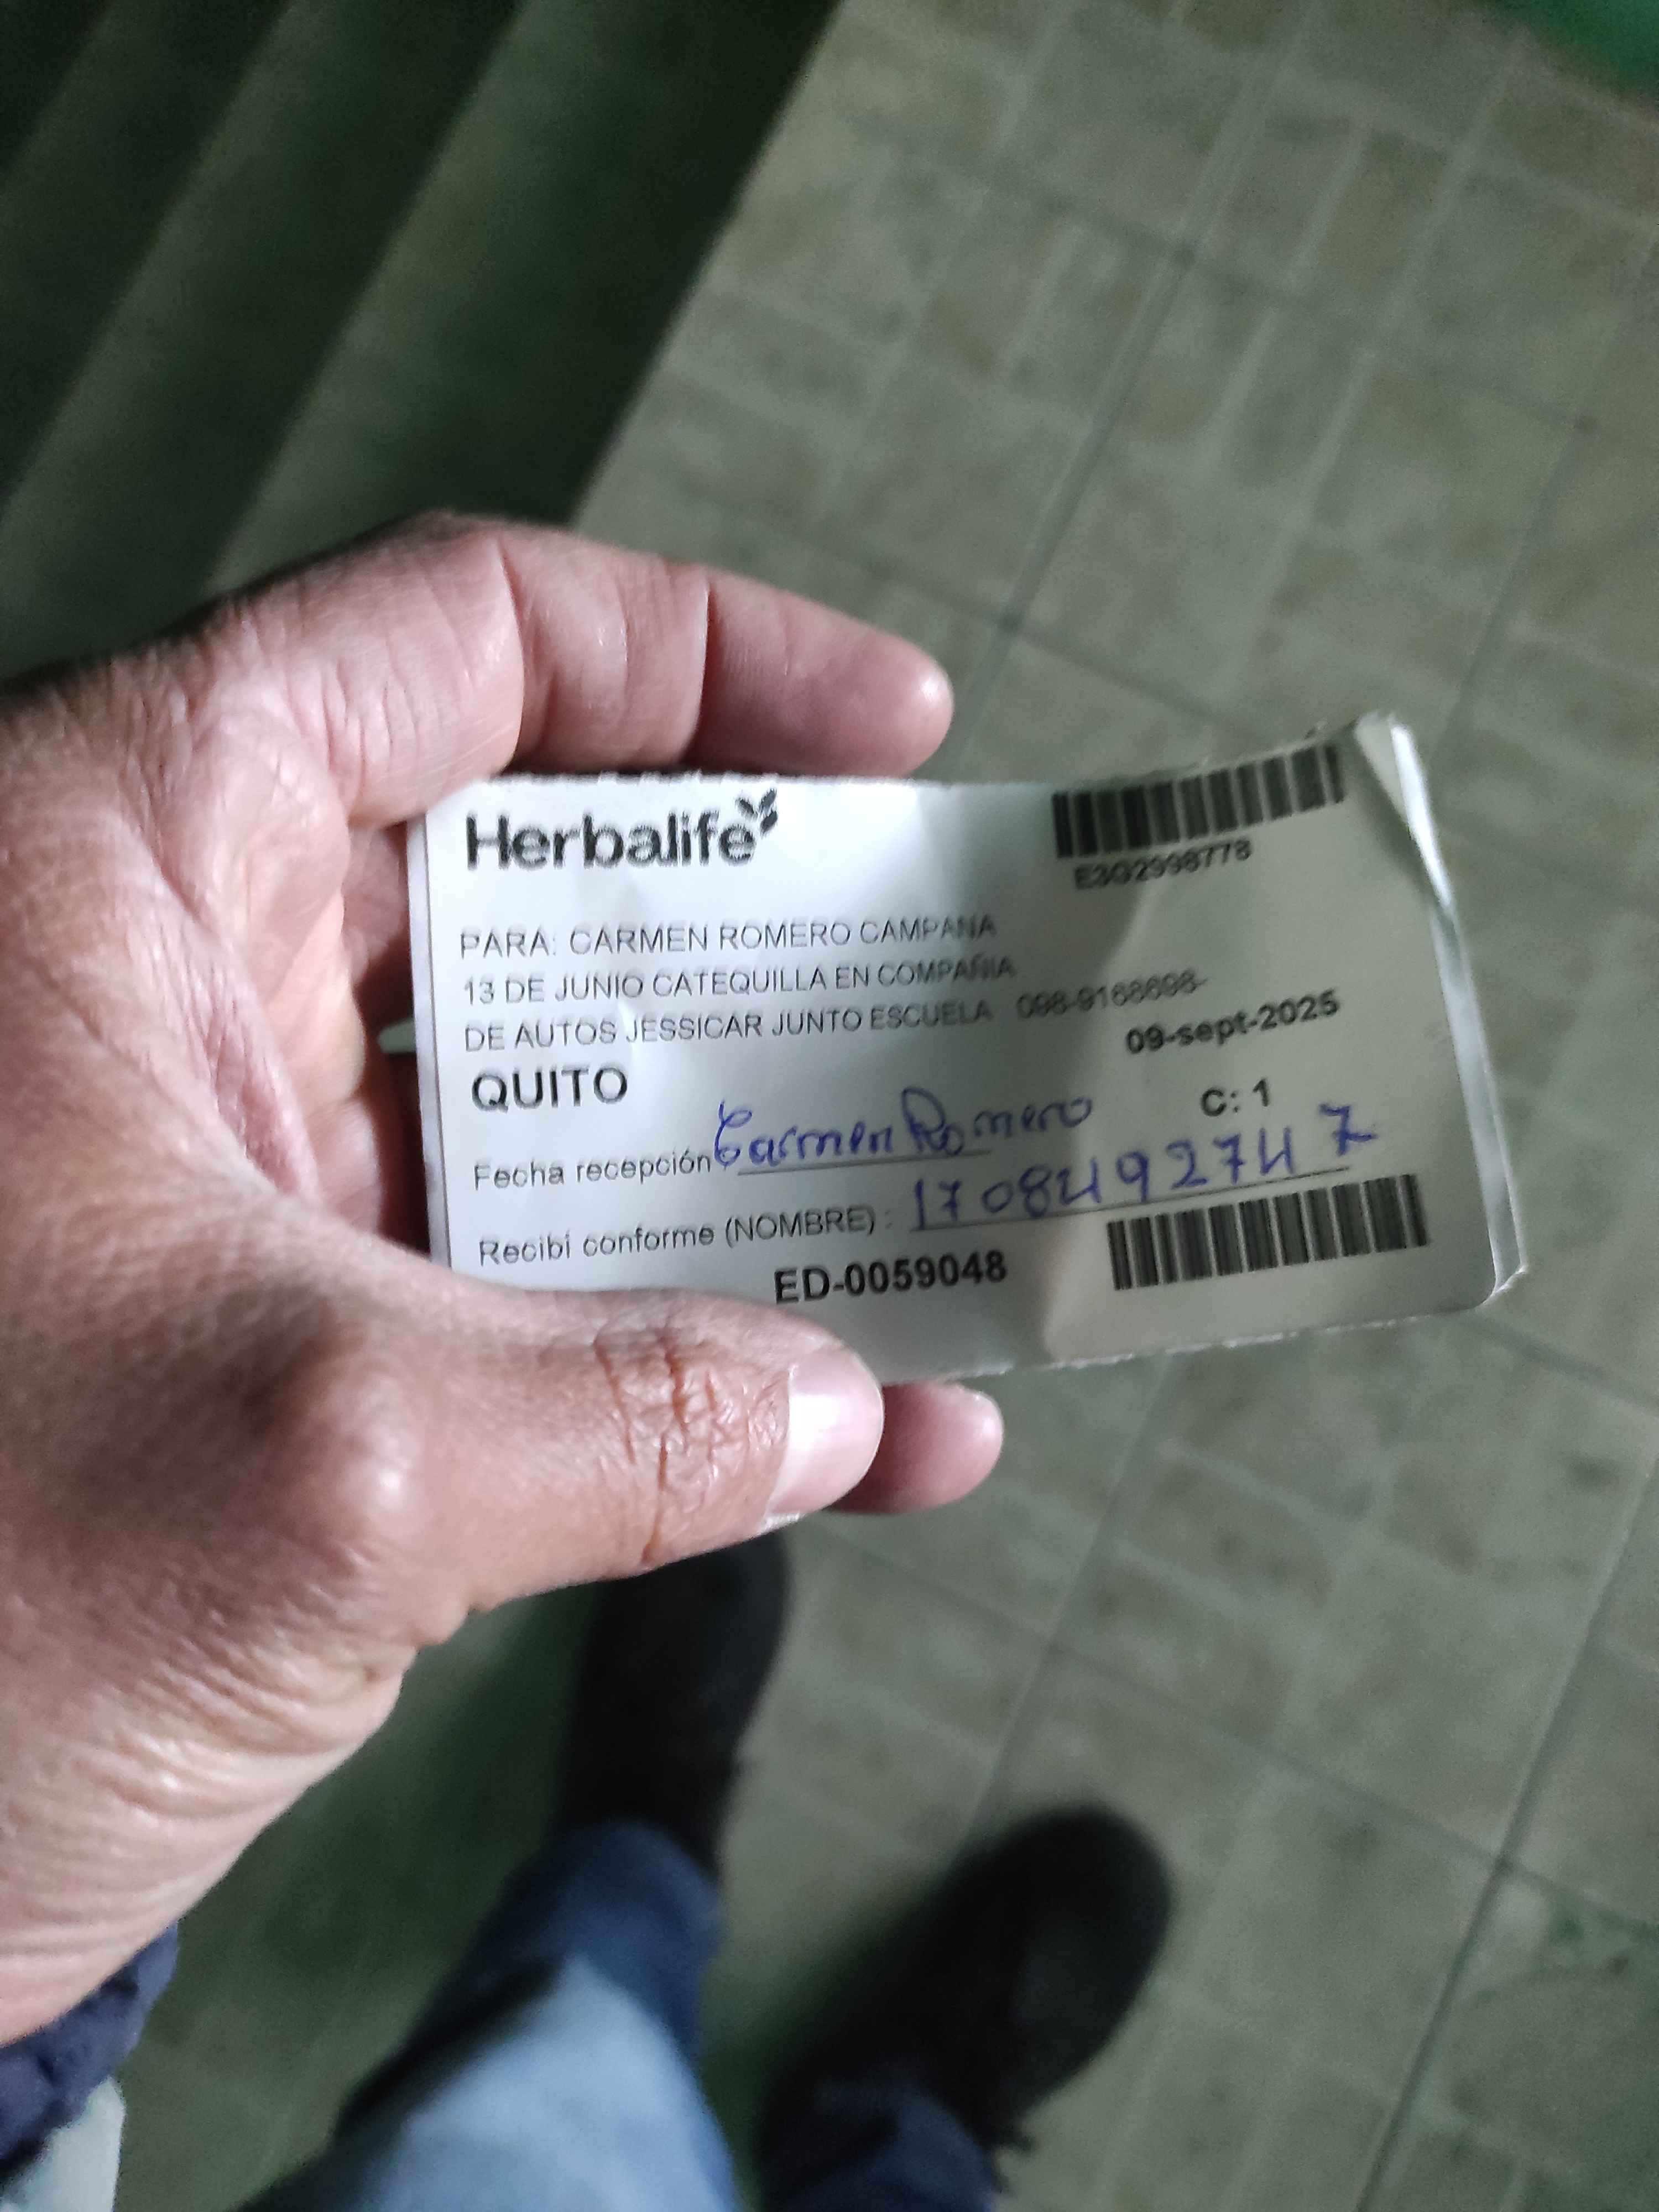 Herbalife
E3G2998778
PARA: CARMEN ROMERO CAMPAÑA
13 DE JUNIO CATEQUILLA EN COMPAÑIA
DE AUTOS JESSICAR JUNTO ESCUELA 098-9168698-
09-sept-2025
QUITO
C: 1
Fecha recepción Carmen Romero
Recibí conforme (NOMBRE) : 1708492747
ED-0059048